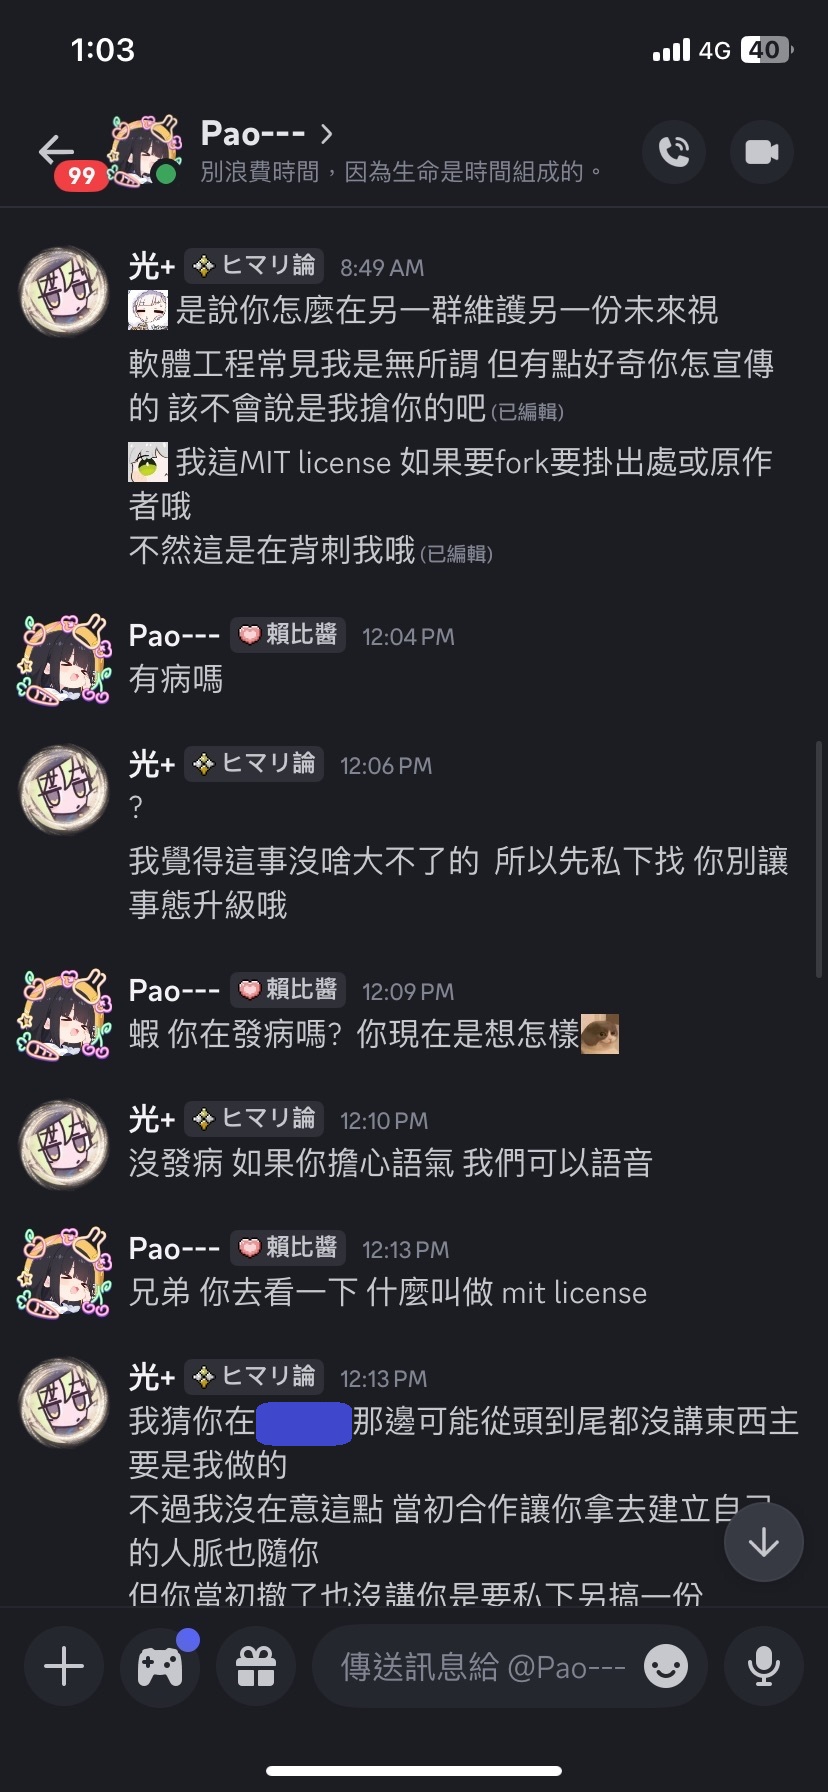 1:03
4G 40
Pao---
別浪費時間，因為生命是時間組成的。
99
光+ ヒマリ論 8:49 AM
是說你怎麼在另一群維護另一份未來視
軟體工程常見我是無所謂 但有點好奇你怎宣傳
的 該不會說是我搶你的吧 (已編輯)
我這MIT license 如果要fork要掛出處或原作
者哦
不然這是在背刺我哦 (已編輯)
Pao--- 賴比醬 12:04 PM
有病嗎
光+ ヒマリ論 12:06 PM
?
我覺得這事沒啥大不了的 所以先私下找 你別讓
事態升級哦
Pao--- 賴比醬 12:09 PM
蝦 你在發病嗎? 你現在是想怎樣
光+ ヒマリ論 12:10 PM
沒發病 如果你擔心語氣 我們可以語音
Pao--- 賴比醬 12:13 PM
兄弟 你去看一下 什麼叫做 mit license
光+ ヒマリ論 12:13 PM
我猜你在 那邊可能從頭到尾都沒講東西主
要是我做的
不過我沒在意這點 當初合作讓你拿去建立自己
的人脈也隨你
但你當初撤了也沒講你是要私下另搞一份
傳送訊息給 @Pao---